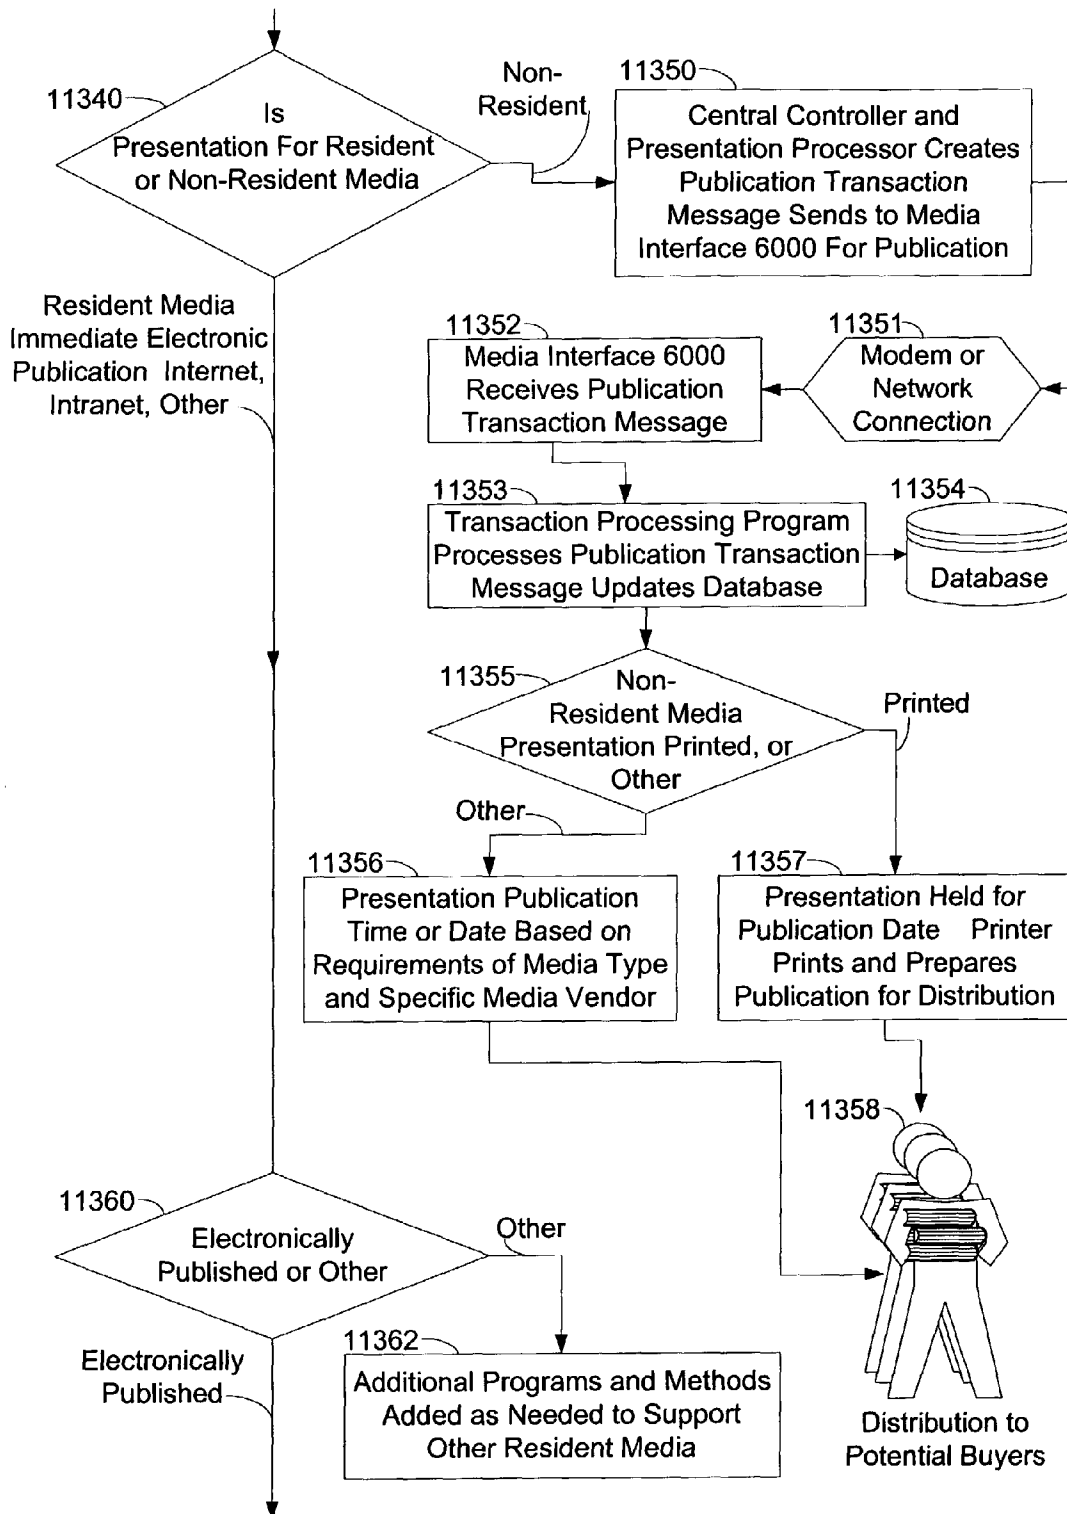 11340
Is
Presentation For Resident
or Non-Resident Media
Non-
Resident
11350
Central Controller and
Presentation Processor Creates
Publication Transaction
Message Sends to Media
Interface 6000 For Publication
Resident Media
Immediate Electronic
Publication Internet,
Intranet, Other
11352
Media Interface 6000
Receives Publication
Transaction Message
11351
Modem or
Network
Connection
11353
Transaction Processing Program
Processes Publication Transaction
Message Updates Database
11354
Database
11355
Non-
Resident Media
Presentation Printed, or
Other
Printed
Other
11356
Presentation Publication
Time or Date Based on
Requirements of Media Type
and Specific Media Vendor
11357
Presentation Held for
Publication Date Printer
Prints and Prepares
Publication for Distribution
11358
Distribution to
Potential Buyers
11360
Electronically
Published or Other
Other
Electronically
Published
11362
Additional Programs and Methods
Added as Needed to Support
Other Resident Media